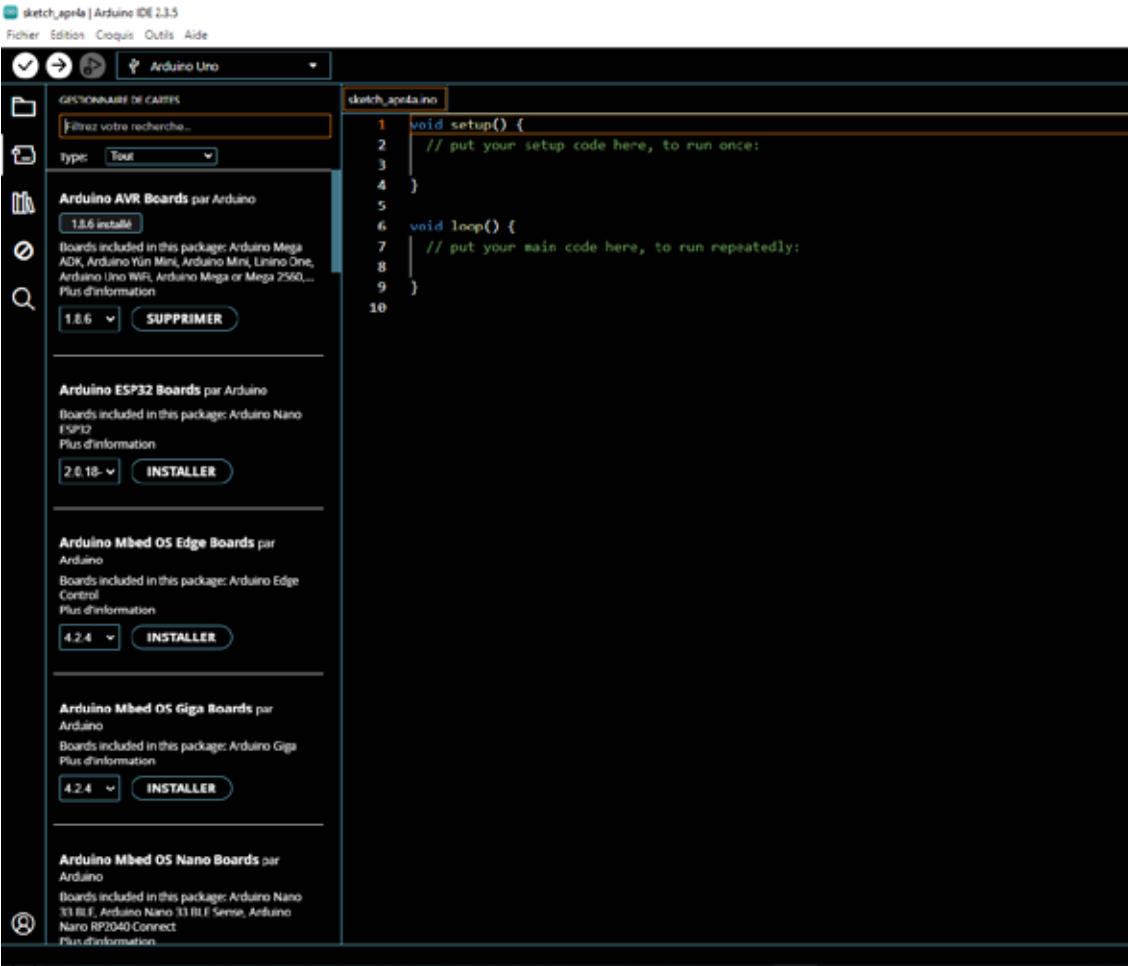 sketch_apr4a | Arduino IDE 2.3.5
Fichier Edition Croquis Outils Aide
Arduino Uno
GESTIONNAIRE DE CARTES
Filtrez votre recherche...
Type: Tout
Arduino AVR Boards par Arduino
1.8.6 installé
Boards included in this package: Arduino Mega
ADK, Arduino Yún Mini, Arduino Mini, Linino One,
Arduino Uno WiFi, Arduino Mega or Mega 2560,...
Plus d'information
1.8.6 SUPPRIMER
Arduino ESP32 Boards par Arduino
Boards included in this package: Arduino Nano
ESP32
Plus d'information
2.0.18- INSTALLER
Arduino Mbed OS Edge Boards par
Arduino
Boards included in this package: Arduino Edge
Control
Plus d'information
4.2.4 INSTALLER
Arduino Mbed OS Giga Boards par
Arduino
Boards included in this package: Arduino Giga
Plus d'information
4.2.4 INSTALLER
Arduino Mbed OS Nano Boards par
Arduino
Boards included in this package: Arduino Nano
33 BLE, Arduino Nano 33 BLE Sense, Arduino
Nano RP2040 Connect
Plus d'information
sketch_apr4a.ino
1 void setup() {
2 // put your setup code here, to run once:
3
4 }
5
6 void loop() {
7 // put your main code here, to run repeatedly:
8
9 }
10